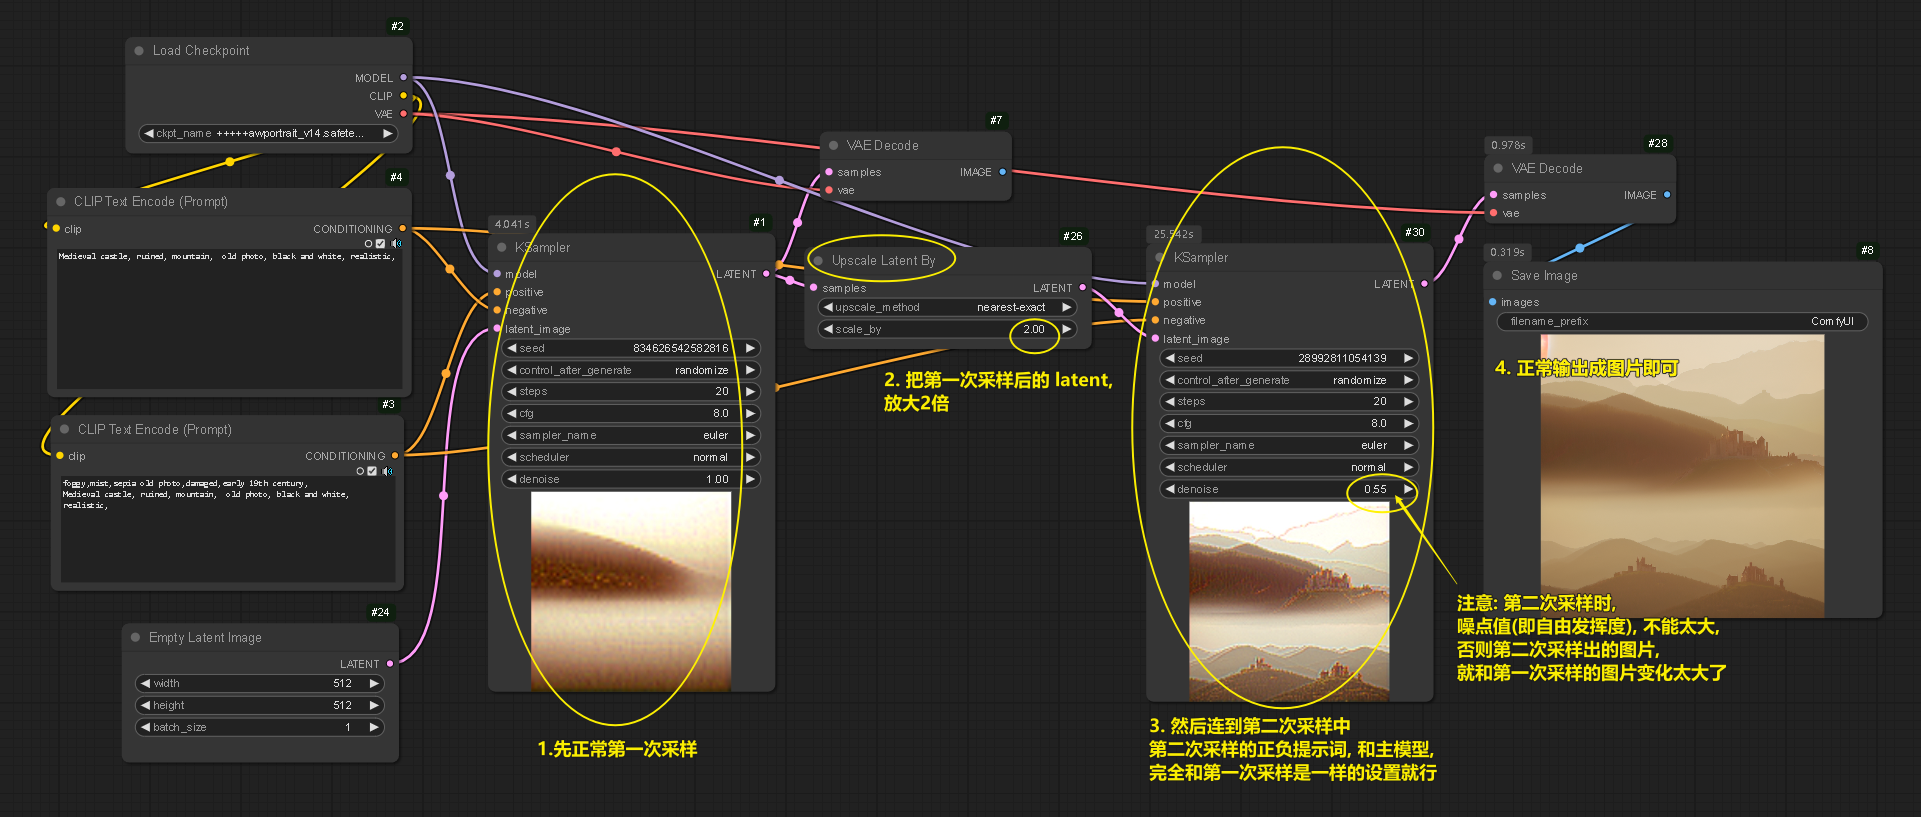 #2
Load Checkpoint
MODEL
CLIP
VAE
ckpt_name +++++awportrait_v14.safete...
#4
CLIP Text Encode (Prompt)
clip
CONDITIONING
Medieval castle, ruined, mountain,  old photo, black and white, realistic,
#3
CLIP Text Encode (Prompt)
clip
CONDITIONING
foggy,mist,sepia old photo,damaged,early 19th century,
Medieval castle, ruined, mountain,  old photo, black and white,
realistic,
#24
Empty Latent Image
LATENT
width 512
height 512
batch_size 1
4.041s
#1
KSampler
model
LATENT
positive
negative
latent_image
seed 834626542582816
control_after_generate randomize
steps 20
cfg 8.0
sampler_name euler
scheduler normal
denoise 1.00
1.先正常第一次采样
#7
VAE Decode
samples
IMAGE
vae
#26
Upscale Latent By
samples
LATENT
upscale_method nearest-exact
scale_by 2.00
2. 把第一次采样后的 latent,
放大2倍
25.542s
#30
KSampler
model
LATENT
positive
negative
latent_image
seed 28992811054139
control_after_generate randomize
steps 20
cfg 8.0
sampler_name euler
scheduler normal
denoise 0.55
3. 然后连到第二次采样中
第二次采样的正负提示词, 和主模型,
完全和第一次采样是一样的设置就行
0.978s
#28
VAE Decode
samples
IMAGE
vae
0.319s
#8
Save Image
images
filename_prefix ComfyUI
4. 正常输出成图片即可
注意: 第二次采样时,
噪点值(即自由发挥度), 不能太大,
否则第二次采样出的图片,
就和第一次采样的图片变化太大了